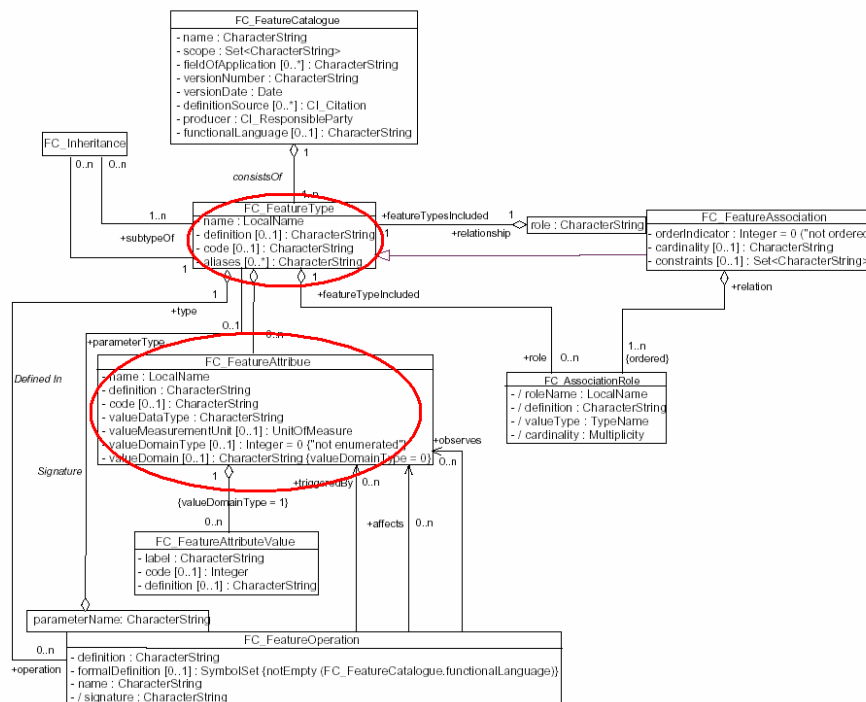 FC_FeatureCatalogue
- name : CharacterString
- scope : Set<CharacterString>
- fieldOfApplication [0..*] : CharacterString
- versionNumber : CharacterString
- versionDate : Date
- definitionSource [0..*] : CI_Citation
- producer : CI_ResponsibleParty
- functionalLanguage [0..1] : CharacterString
FC_Inheritance
0..n
0..n
1
consistsOf
1..n
FC_FeatureType
- name : LocalName
- definition [0..1] : CharacterString
- code [0..1] : CharacterString
- aliases [0..*] : CharacterString
1..n
+subtypeOf
1
+featureTypesIncluded
1
1
+relationship
role : CharacterString
FC_FeatureAssociation
- orderIndicator : Integer = 0 ("not ordered
- cardinality [0..1] : CharacterString
- constraints [0..1] : Set<CharacterString>
+relation
1
+type
1
+featureTypeIncluded
0..1
0..n
+parameterType
1..n
{ordered}
+role
0..n
Defined In
FC_FeatureAttribue
- name : LocalName
- definition : CharacterString
- code [0..1] : CharacterString
- valueDataType : CharacterString
- valueMeasurementUnit [0..1] : UnitOfMeasure
- valueDomainType [0..1] : Integer = 0 {"not enumerated"}
- valueDomain [0..1] : CharacterString {valueDomainType = 0}
FC_AssociationRole
- / roleName : LocalName
- / definition : CharacterString
- / valueType : TypeName
- / cardinality : Multiplicity
+observes
0..n
Signature
1
+triggeredBy
0..n
{valueDomainType = 1}
0..n
+affects
0..n
FC_FeatureAttributeValue
- label : CharacterString
- code [0..1] : Integer
- definition [0..1] : CharacterString
parameterName: CharacterString
FC_FeatureOperation
- definition : CharacterString
- formalDefinition [0..1] : SymbolSet {notEmpty (FC_FeatureCatalogue.functionalLanguage)}
- name : CharacterString
- / signature : CharacterString
0..n
+operation